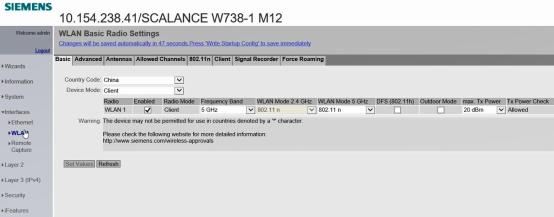 SIEMENS
10.154.238.41/SCALANCE W738-1 M12
Welcome admin
Logout
WLAN Basic Radio Settings
Changes will be saved automatically in 47 seconds.Press 'Write Startup Config' to save immediately
Basic Advanced Antennas Allowed Channels 802.11n Client Signal Recorder Force Roaming
Wizards
Information
System
Interfaces
Ethernet
WLAN
Remote
Capture
Layer 2
Layer 3 (IPv4)
Security
iFeatures
Country Code: China
Device Mode: Client
Radio Enabled Radio Mode Frequency Band WLAN Mode 2.4 GHz WLAN Mode 5 GHz DFS (802.11h) Outdoor Mode max. Tx Power Tx Power Check
WLAN 1 Client 5 GHz 802.11 n 802.11 n 20 dBm Allowed
Warning: The device may not be permitted for use in countries denoted by a '*' character.
Please check the following website for more detailed information:
http://www.siemens.com/wireless-approvals
Set Values Refresh